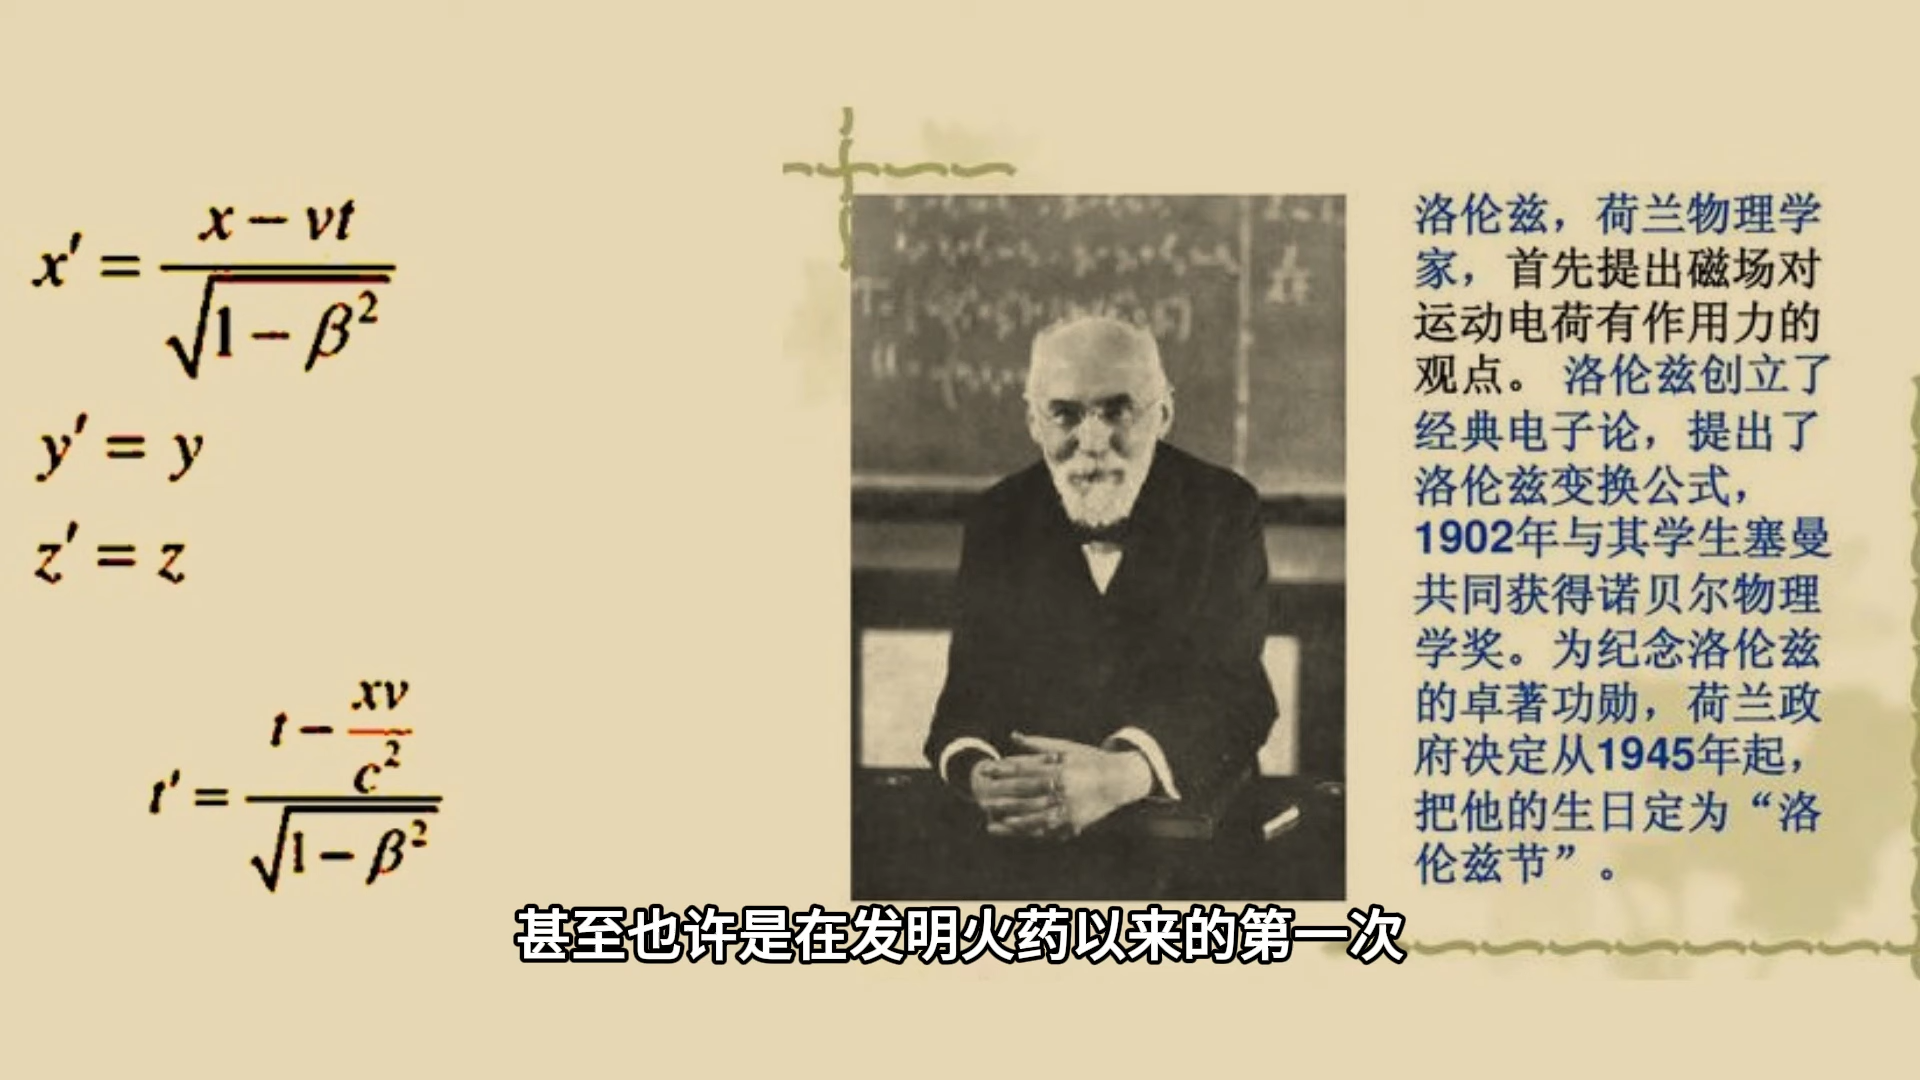 x′ = (x − vt) / √(1 − β²)
y′ = y
z′ = z
t′ = (t − xv/c²) / √(1 − β²)
洛伦兹，荷兰物理学
家，首先提出磁场对
运动电荷有作用力的
观点。洛伦兹创立了
经典电子论，提出了
洛伦兹变换公式，
1902年与其学生塞曼
共同获得诺贝尔物理
学奖。为纪念洛伦兹
的卓著功勋，荷兰政
府决定从1945年起，
把他的生日定为“洛
伦兹节”。
甚至也许是在发明火药以来的第一次